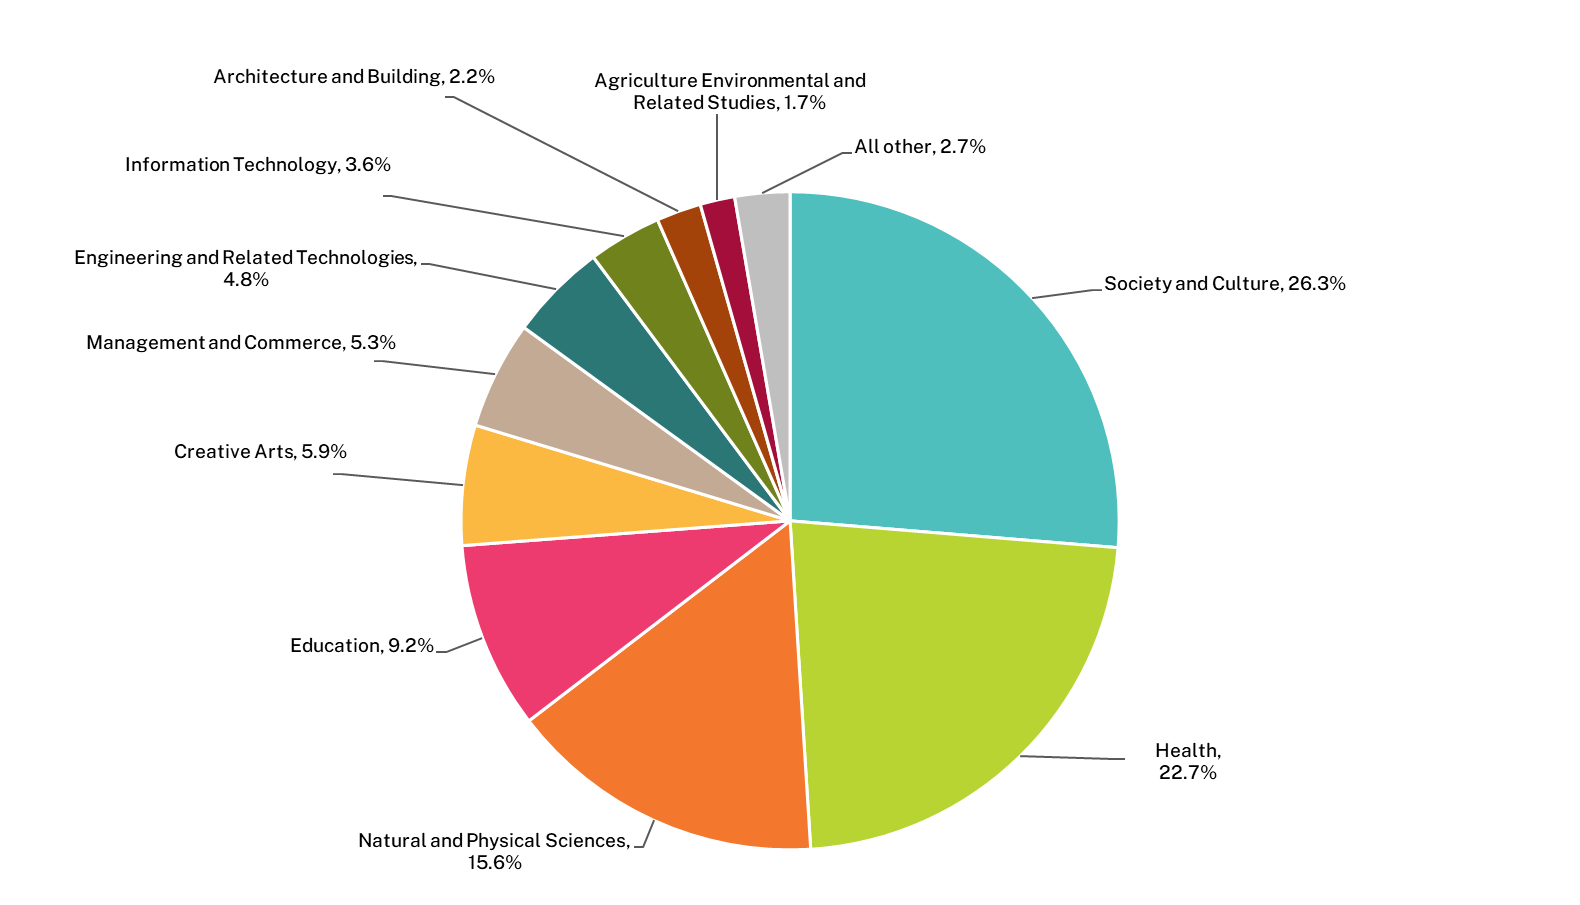 Architecture and Building, 2.2%
Agriculture Environmental and
Related Studies, 1.7%
All other, 2.7%
Information Technology, 3.6%
Engineering and Related Technologies,
4.8%
Society and Culture, 26.3%
Management and Commerce, 5.3%
Creative Arts, 5.9%
Education, 9.2%
Health,
22.7%
Natural and Physical Sciences,
15.6%